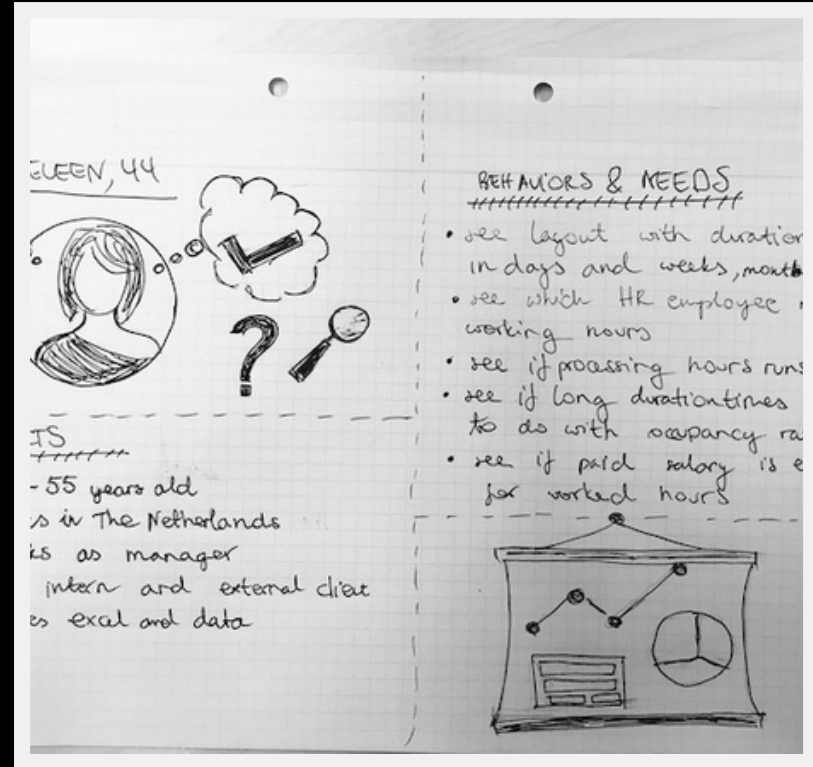 ELEEN, 44
TS
- 55 years old
s in The Netherlands
ks as manager
intern and external client
es excel and data
BEHAVIORS & NEEDS
• see layout with duration
in days and weeks, month
• see which HR employee
working hours
• see if processing hours runs
• see if long durationtimes
to do with occupancy ra
• see if paid salary is e
for worked hours